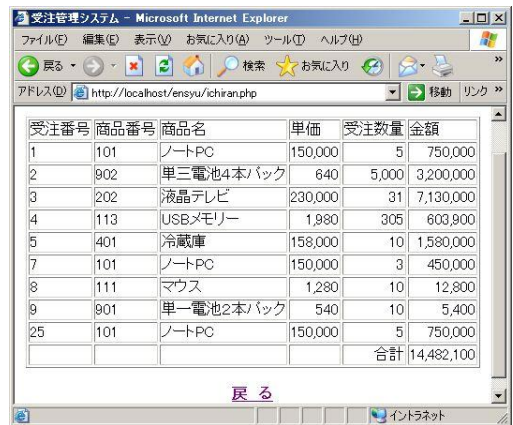 受注管理システム - Microsoft Internet Explorer
ファイル(F) 編集(E) 表示(V) お気に入り(A) ツール(T) ヘルプ(H)
戻る 検索 お気に入り »
アドレス(D) http://localhost/ensyu/ichiran.php 移動 リンク »
受注番号 商品番号 商品名 単価 受注数量 金額
1 101 ノートPC 150,000 5 750,000
2 902 単三電池4本パック 640 5,000 3,200,000
3 202 液晶テレビ 230,000 31 7,130,000
4 113 USBメモリー 1,980 305 603,900
5 401 冷蔵庫 158,000 10 1,580,000
7 101 ノートPC 150,000 3 450,000
8 111 マウス 1,280 10 12,800
9 901 単一電池2本パック 540 10 5,400
25 101 ノートPC 150,000 5 750,000
合計 14,482,100
戻 る
イントラネット